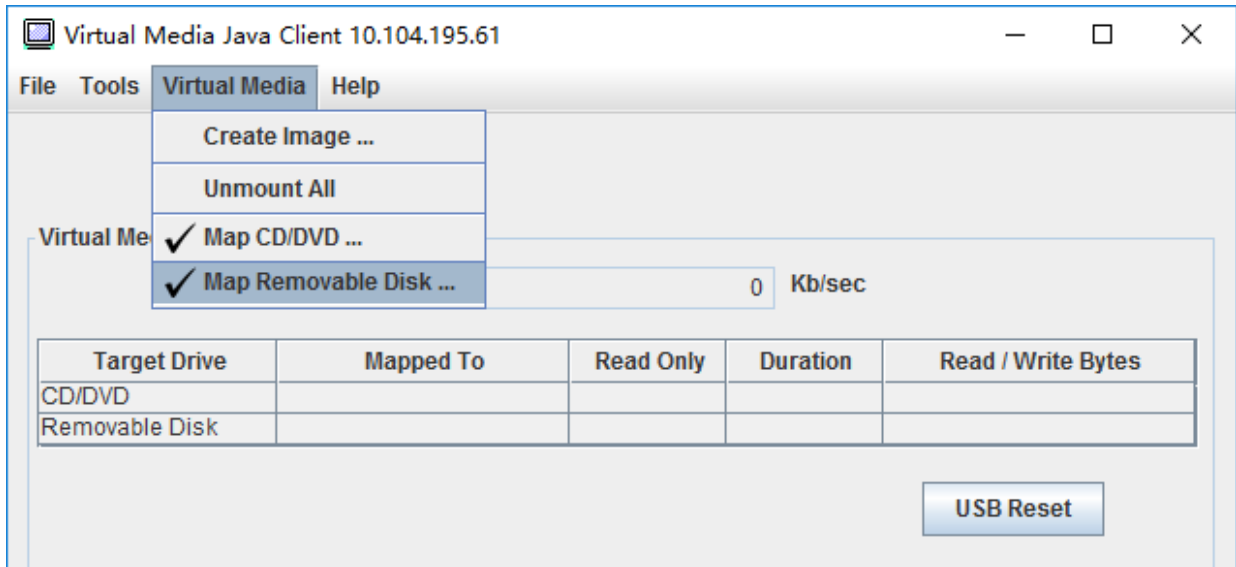 Virtual Media Java Client 10.104.195.61
File Tools Virtual Media Help
Create Image ...
Unmount All
Virtual Me
Map CD/DVD ...
Map Removable Disk ...
0 Kb/sec
Target Drive Mapped To Read Only Duration Read / Write Bytes
CD/DVD
Removable Disk
USB Reset